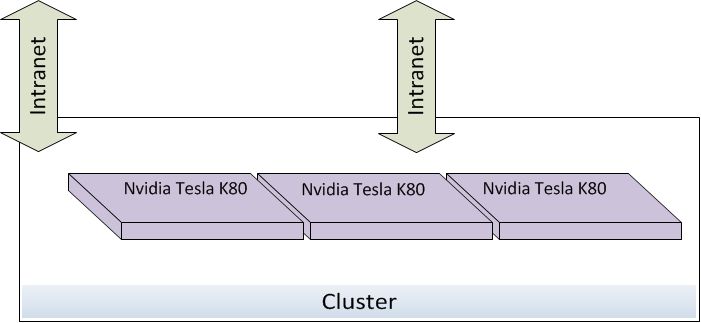 Intranet
Intranet
Nvidia Tesla K80
Nvidia Tesla K80
Nvidia Tesla K80
Cluster